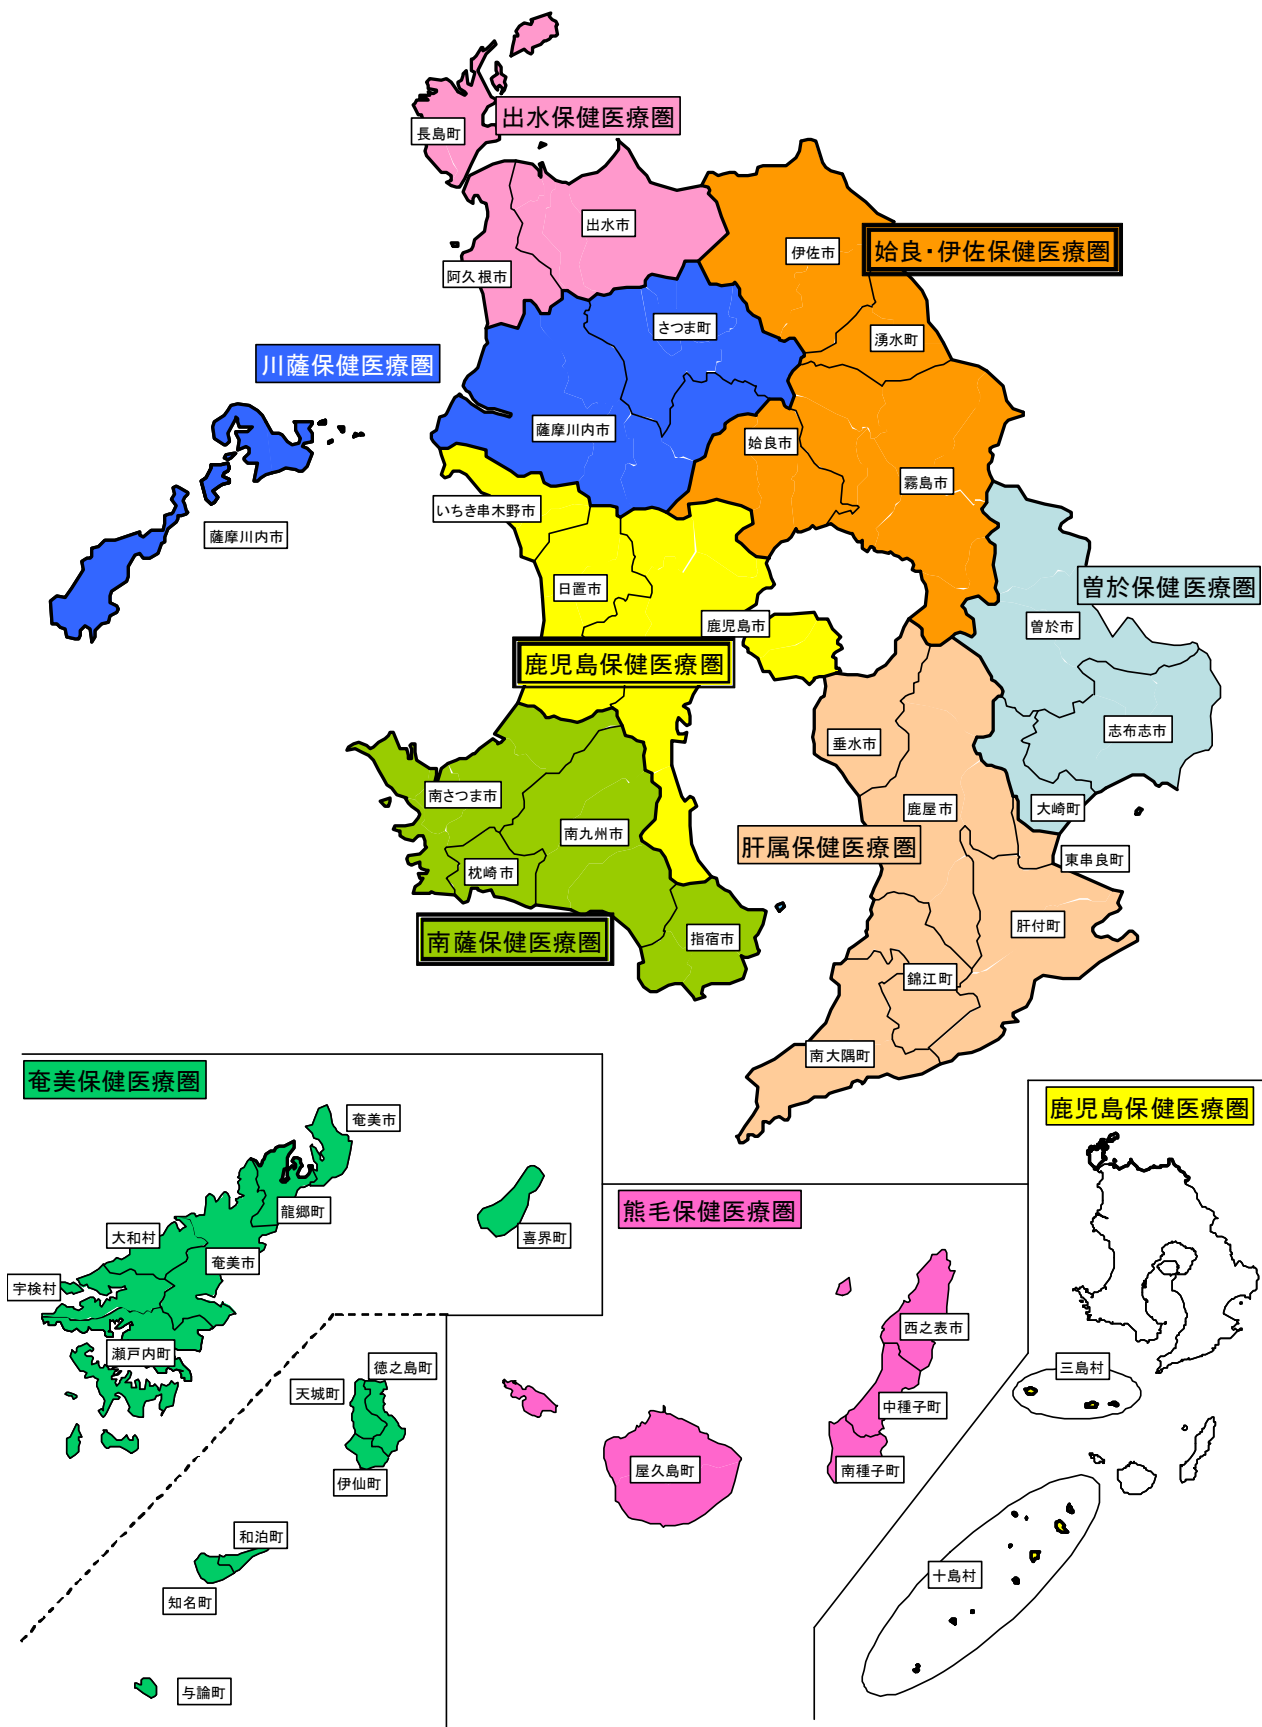 出水保健医療圏
長島町
出水市
阿久根市
姶良・伊佐保健医療圏
伊佐市
湧水町
さつま町
川薩保健医療圏
薩摩川内市
姶良市
霧島市
いちき串木野市
薩摩川内市
日置市
曽於保健医療圏
鹿児島市
曽於市
鹿児島保健医療圏
志布志市
垂水市
南さつま市
鹿屋市
大崎町
南九州市
肝属保健医療圏
東串良町
枕崎市
肝付町
南薩保健医療圏
指宿市
錦江町
南大隅町
奄美保健医療圏
奄美市
龍郷町
大和村
奄美市
喜界町
宇検村
瀬戸内町
徳之島町
天城町
伊仙町
和泊町
知名町
与論町
熊毛保健医療圏
西之表市
中種子町
南種子町
屋久島町
鹿児島保健医療圏
三島村
十島村